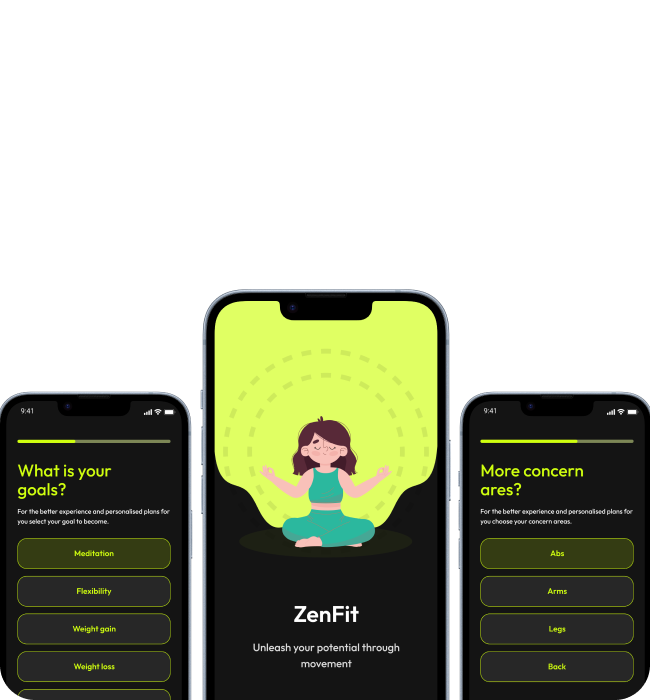 9:41
What is your
goals?
For the better experience and personalised plans for
you select your goal to become.
Meditation
Flexibility
Weight gain
Weight loss
ZenFit
Unleash your potential through
movement
9:41
More concern
ares?
For the better experience and personalised plans for
you choose your concern areas.
Abs
Arms
Legs
Back